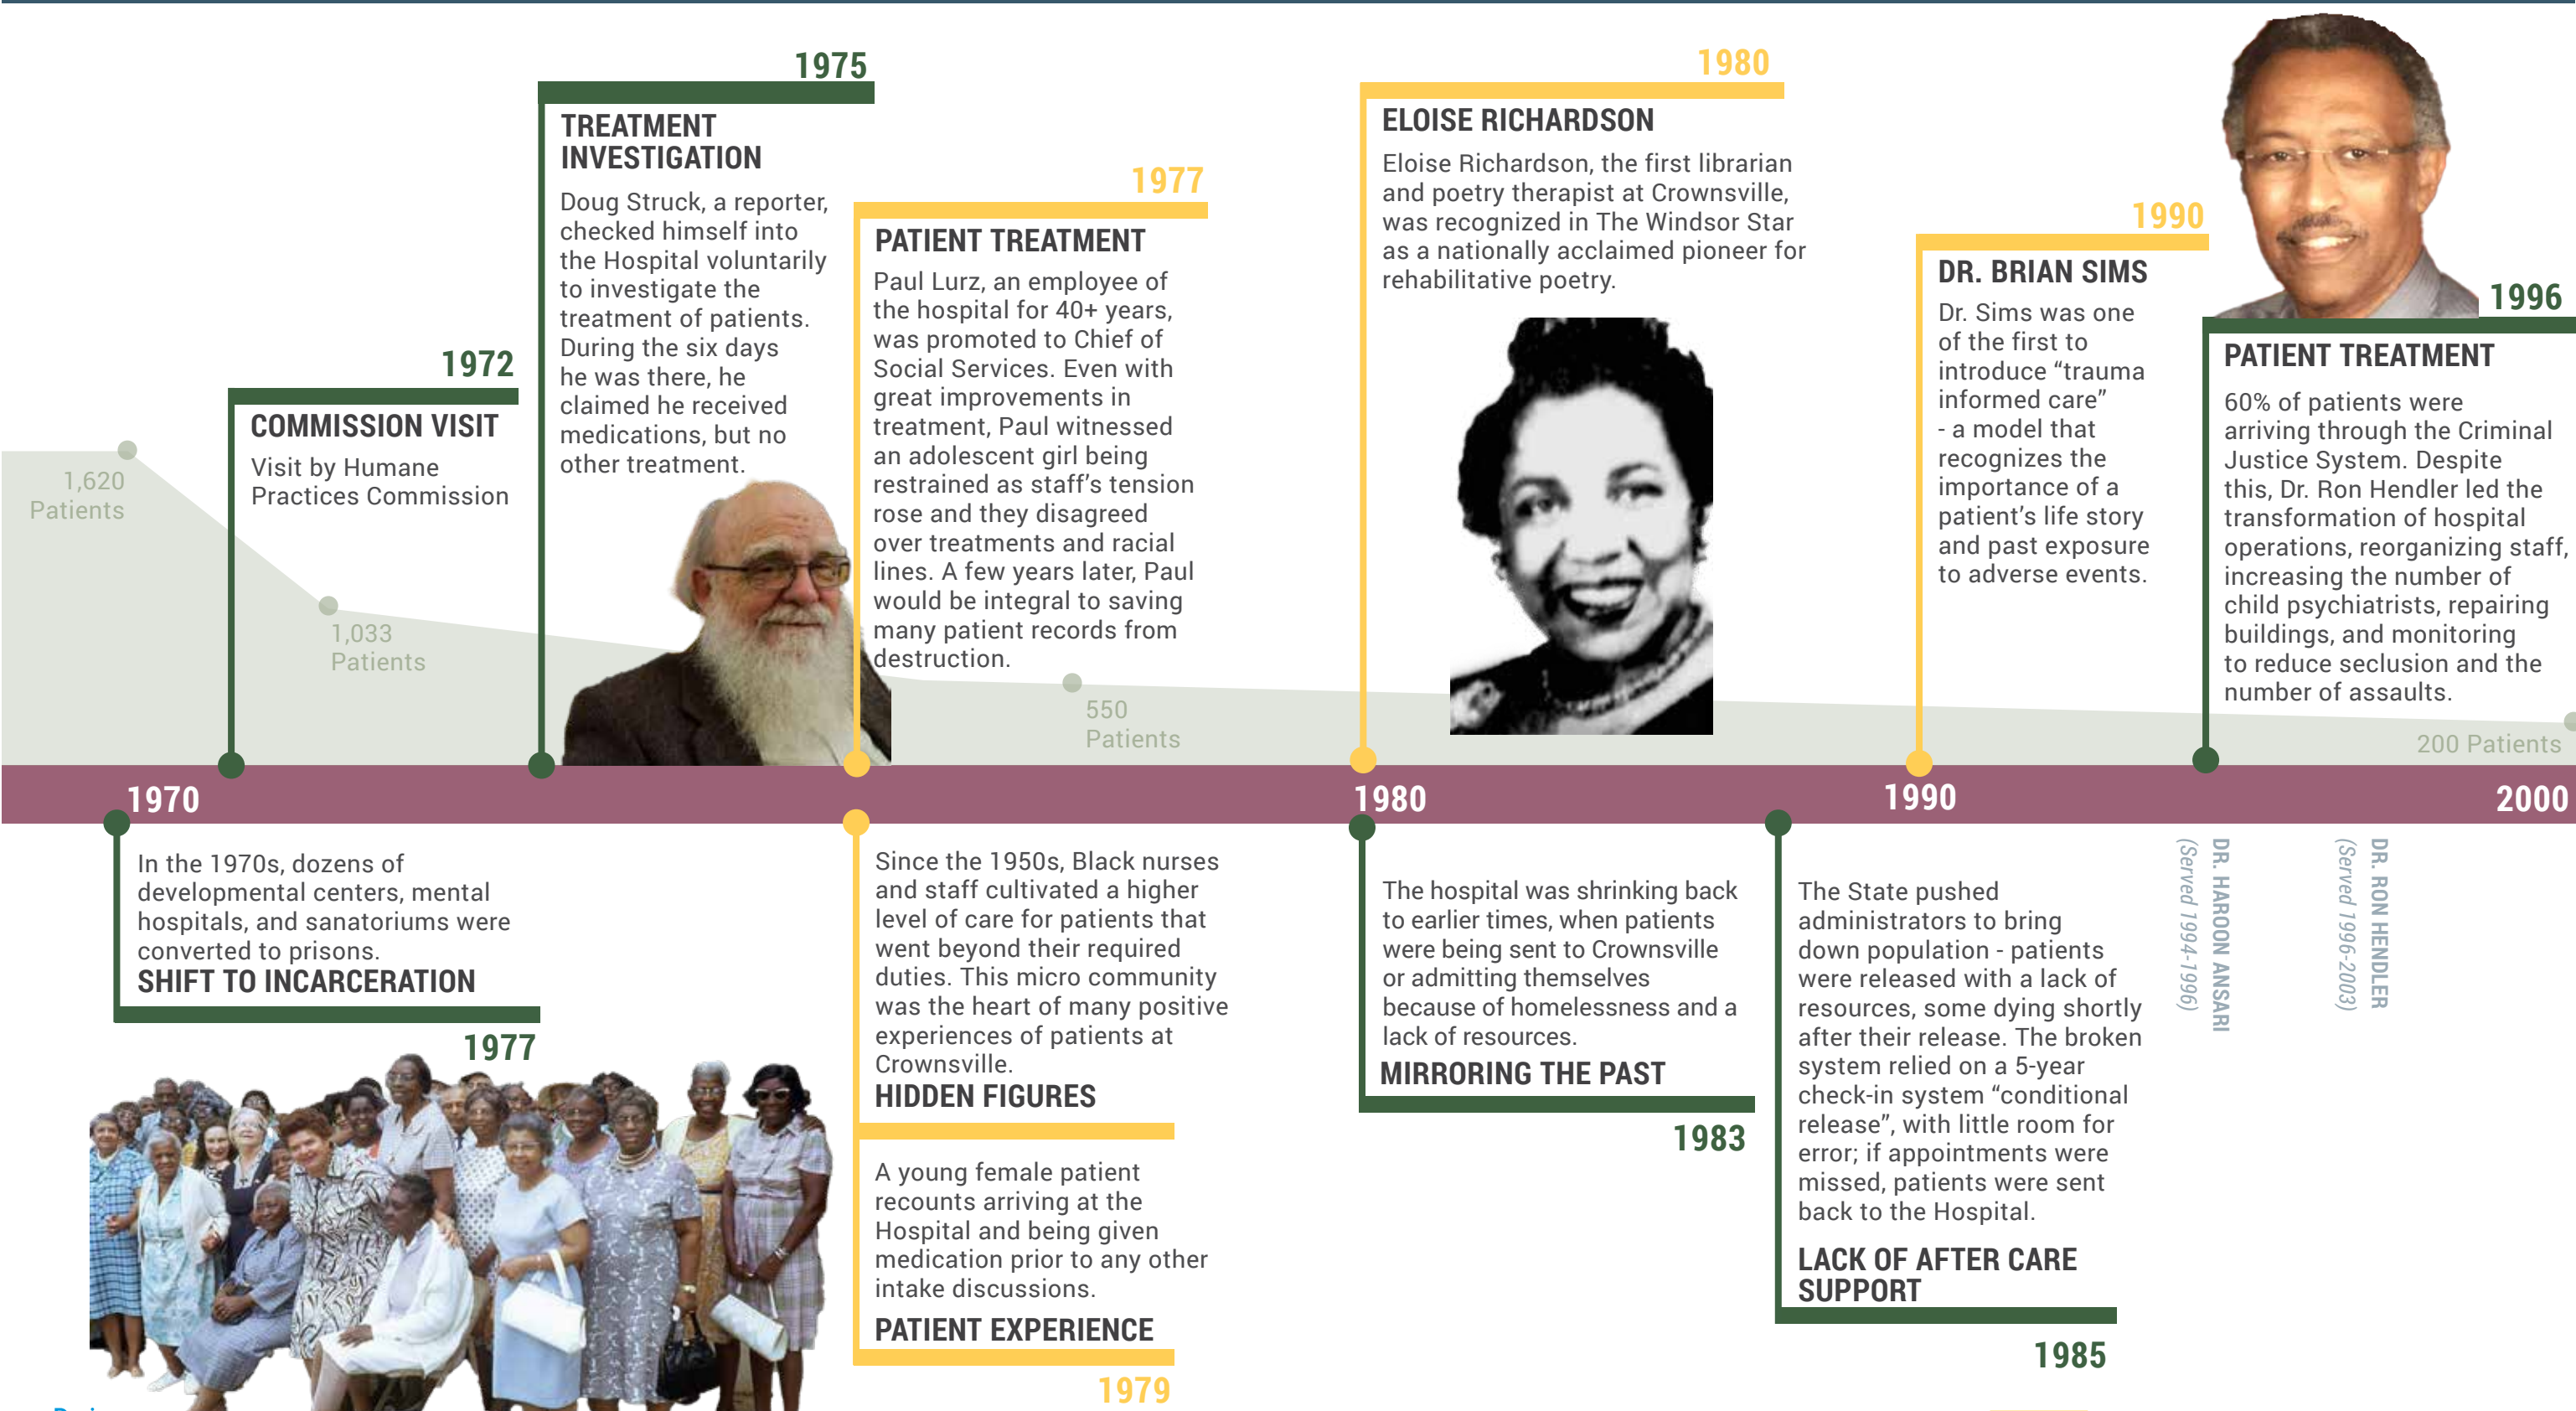 1975
TREATMENT
INVESTIGATION
Doug Struck, a reporter,
checked himself into
the Hospital voluntarily
to investigate the
treatment of patients.
During the six days
he was there, he
claimed he received
medications, but no
other treatment.
1972
COMMISSION VISIT
Visit by Humane
Practices Commission
1977
PATIENT TREATMENT
Paul Lurz, an employee of
the hospital for 40+ years,
was promoted to Chief of
Social Services. Even with
great improvements in
treatment, Paul witnessed
an adolescent girl being
restrained as staff's tension
rose and they disagreed
over treatments and racial
lines. A few years later, Paul
would be integral to saving
many patient records from
destruction.
1980
ELOISE RICHARDSON
Eloise Richardson, the first librarian
and poetry therapist at Crownsville,
was recognized in The Windsor Star
as a nationally acclaimed pioneer for
rehabilitative poetry.
1990
DR. BRIAN SIMS
Dr. Sims was one
of the first to
introduce “trauma
informed care”
- a model that
recognizes the
importance of a
patient's life story
and past exposure
to adverse events.
1996
PATIENT TREATMENT
60% of patients were
arriving through the Criminal
Justice System. Despite
this, Dr. Ron Hendler led the
transformation of hospital
operations, reorganizing staff,
increasing the number of
child psychiatrists, repairing
buildings, and monitoring
to reduce seclusion and the
number of assaults.
1,620
Patients
1,033
Patients
550
Patients
200 Patients
1970
1980
1990
2000
In the 1970s, dozens of
developmental centers, mental
hospitals, and sanatoriums were
converted to prisons.
SHIFT TO INCARCERATION
1977
Since the 1950s, Black nurses
and staff cultivated a higher
level of care for patients that
went beyond their required
duties. This micro community
was the heart of many positive
experiences of patients at
Crownsville.
HIDDEN FIGURES
A young female patient
recounts arriving at the
Hospital and being given
medication prior to any other
intake discussions.
PATIENT EXPERIENCE
1979
The hospital was shrinking back
to earlier times, when patients
were being sent to Crownsville
or admitting themselves
because of homelessness and a
lack of resources.
MIRRORING THE PAST
1983
The State pushed
administrators to bring
down population - patients
were released with a lack of
resources, some dying shortly
after their release. The broken
system relied on a 5-year
check-in system “conditional
release”, with little room for
error; if appointments were
missed, patients were sent
back to the Hospital.
LACK OF AFTER CARE
SUPPORT
1985
DR. HAROON ANSARI
(Served 1994-1996)
DR. RON HENDLER
(Served 1996-2003)